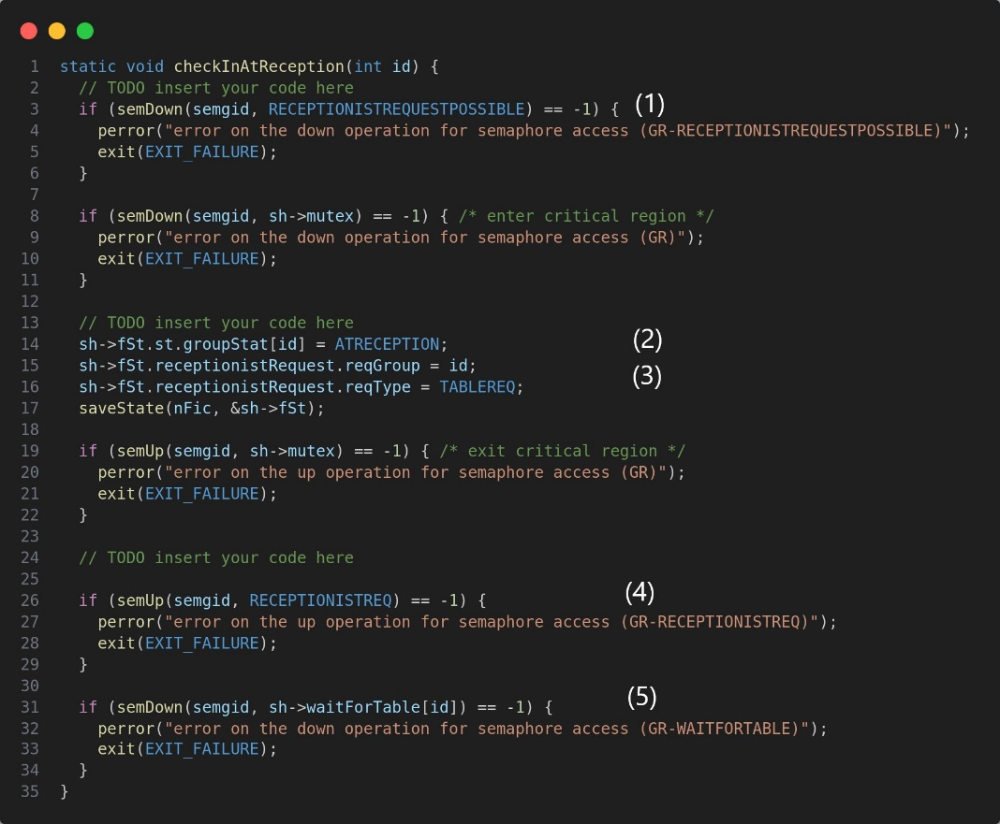 1 static void checkInAtReception(int id) {
2 // TODO insert your code here
3 if (semDown(semgid, RECEPTIONISTREQUESTPOSSIBLE) == -1) { (1)
4 perror("error on the down operation for semaphore access (GR-RECEPTIONISTREQUESTPOSSIBLE)");
5 exit(EXIT_FAILURE);
6 }
7
8 if (semDown(semgid, sh->mutex) == -1) { /* enter critical region */
9 perror("error on the down operation for semaphore access (GR)");
10 exit(EXIT_FAILURE);
11 }
12
13 // TODO insert your code here
14 sh->fSt.st.groupStat[id] = ATRECEPTION; (2)
15 sh->fSt.receptionistRequest.reqGroup = id;
16 sh->fSt.receptionistRequest.reqType = TABLEREQ; (3)
17 saveState(nFic, &sh->fSt);
18
19 if (semUp(semgid, sh->mutex) == -1) { /* exit critical region */
20 perror("error on the up operation for semaphore access (GR)");
21 exit(EXIT_FAILURE);
22 }
23
24 // TODO insert your code here
25
26 if (semUp(semgid, RECEPTIONISTREQ) == -1) { (4)
27 perror("error on the up operation for semaphore access (GR-RECEPTIONISTREQ)");
28 exit(EXIT_FAILURE);
29 }
30
31 if (semDown(semgid, sh->waitForTable[id]) == -1) { (5)
32 perror("error on the down operation for semaphore access (GR-WAITFORTABLE)");
33 exit(EXIT_FAILURE);
34 }
35 }